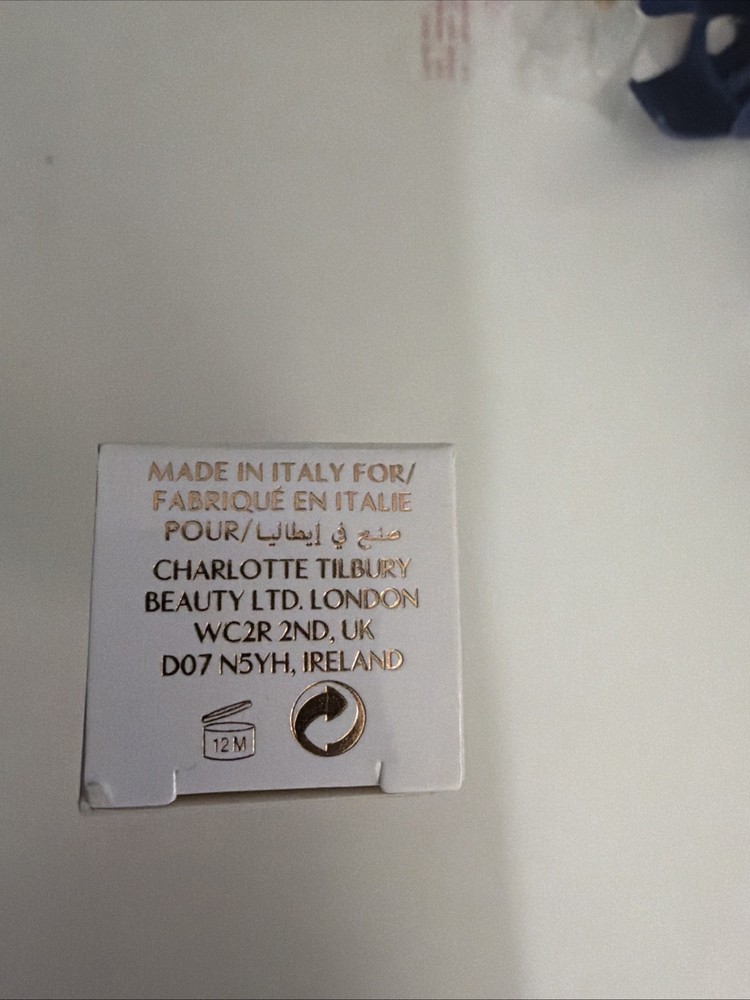 MADE IN ITALY FOR/
FABRIQUÉ EN ITALIE
POUR/صنع في إيطاليا
CHARLOTTE TILBURY
BEAUTY LTD. LONDON
WC2R 2ND, UK
D07 N5YH, IRELAND
12 M